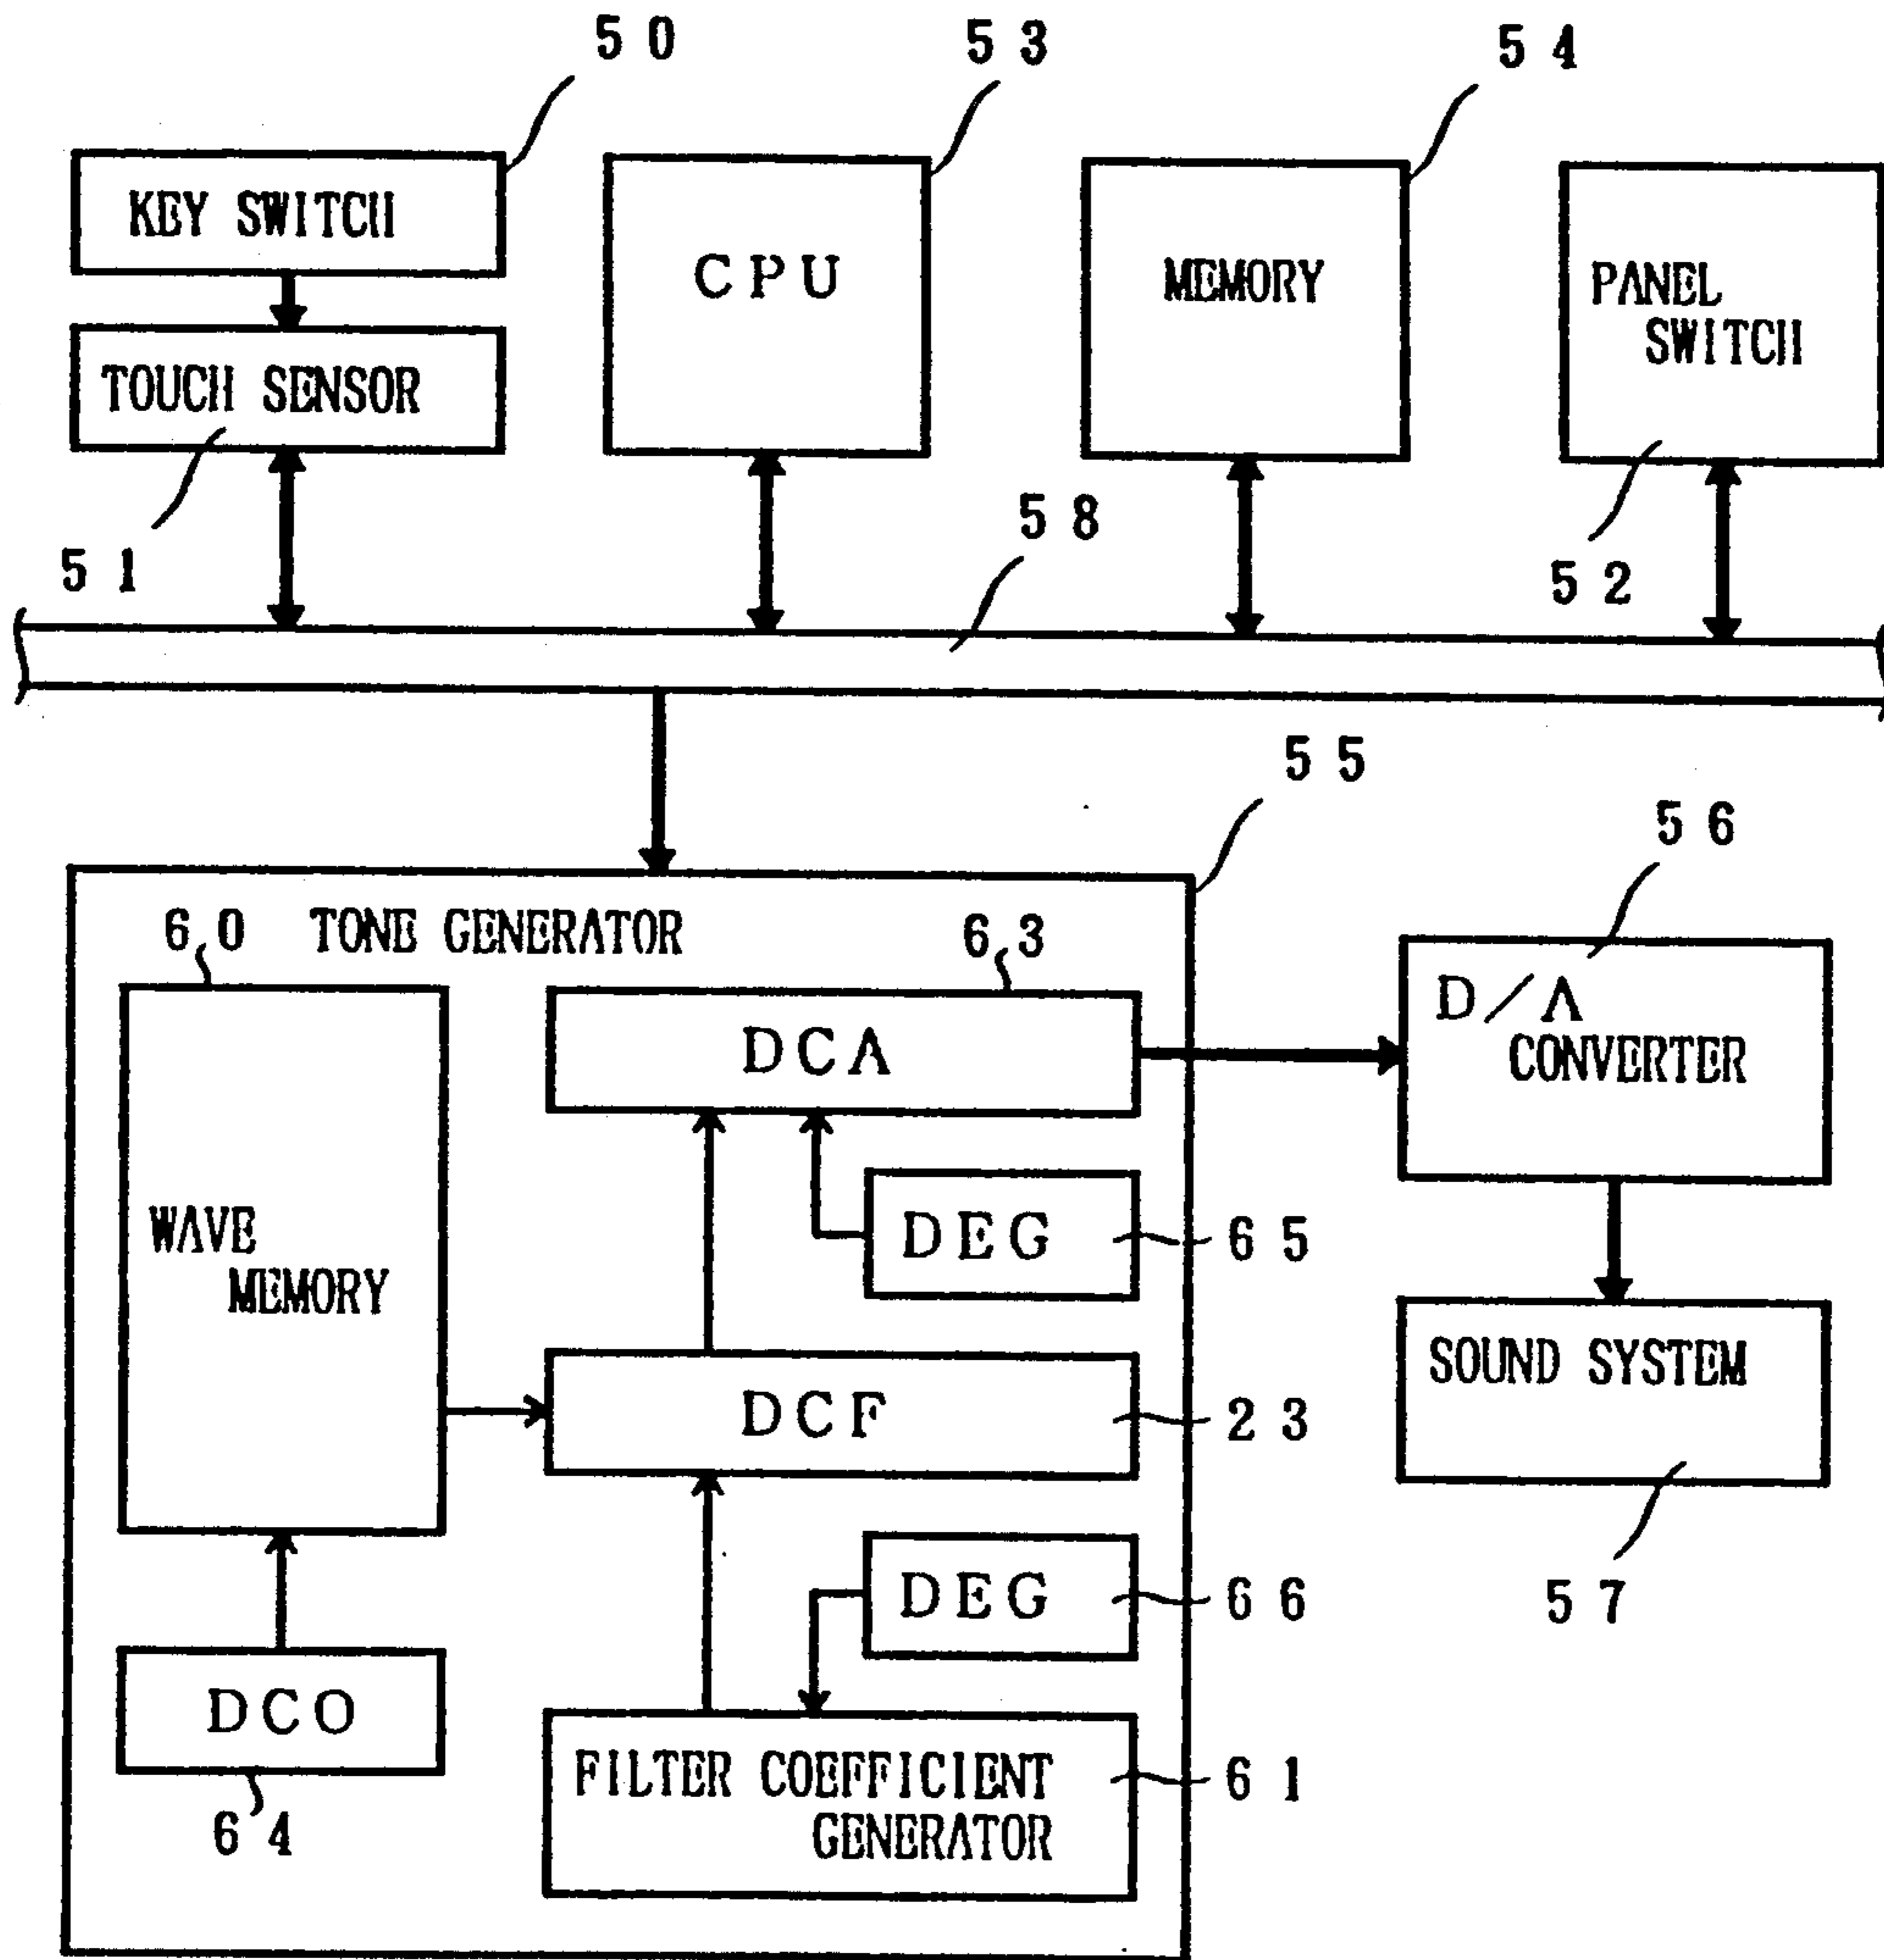 50
53
54
KEY SWITCH
CPU
MEMORY
PANEL
SWITCH
TOUCH SENSOR
51
58
52
55
56
60
TONE GENERATOR
63
DCA
D/A
CONVERTER
WAVE
MEMORY
DEG
65
DCF
23
SOUND SYSTEM
57
DEG
66
DCO
64
FILTER COEFFICIENT
GENERATOR
61